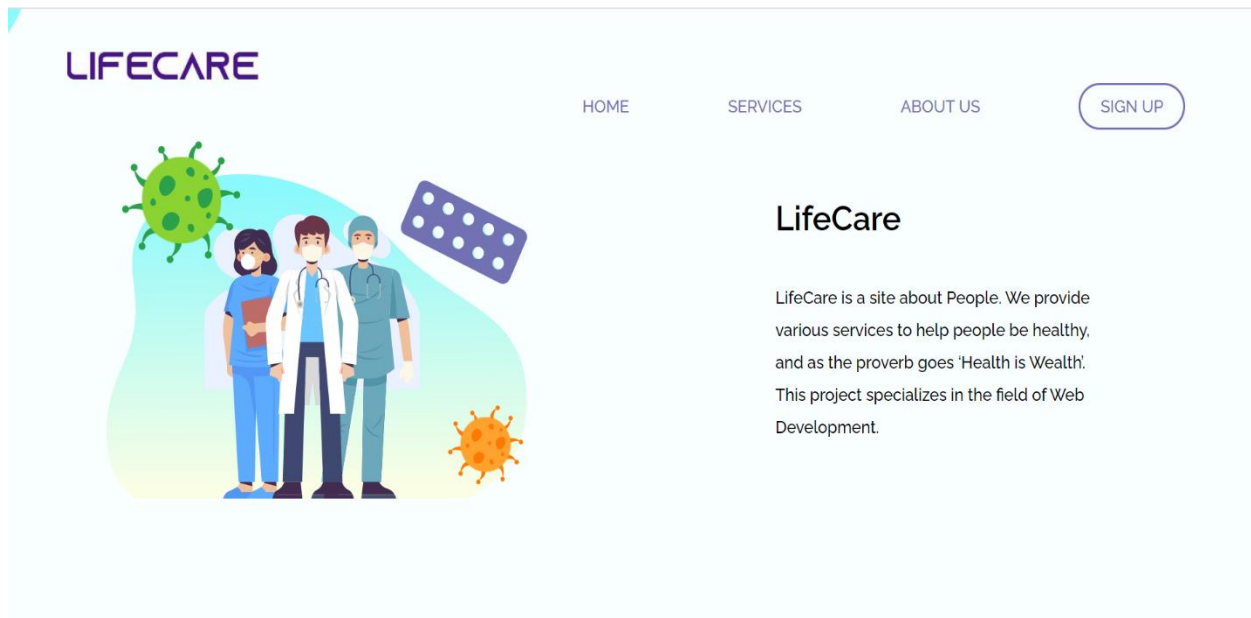 LIFECARE
HOME SERVICES ABOUT US SIGN UP
LifeCare
LifeCare is a site about People. We provide
various services to help people be healthy,
and as the proverb goes ‘Health is Wealth’.
This project specializes in the field of Web
Development.